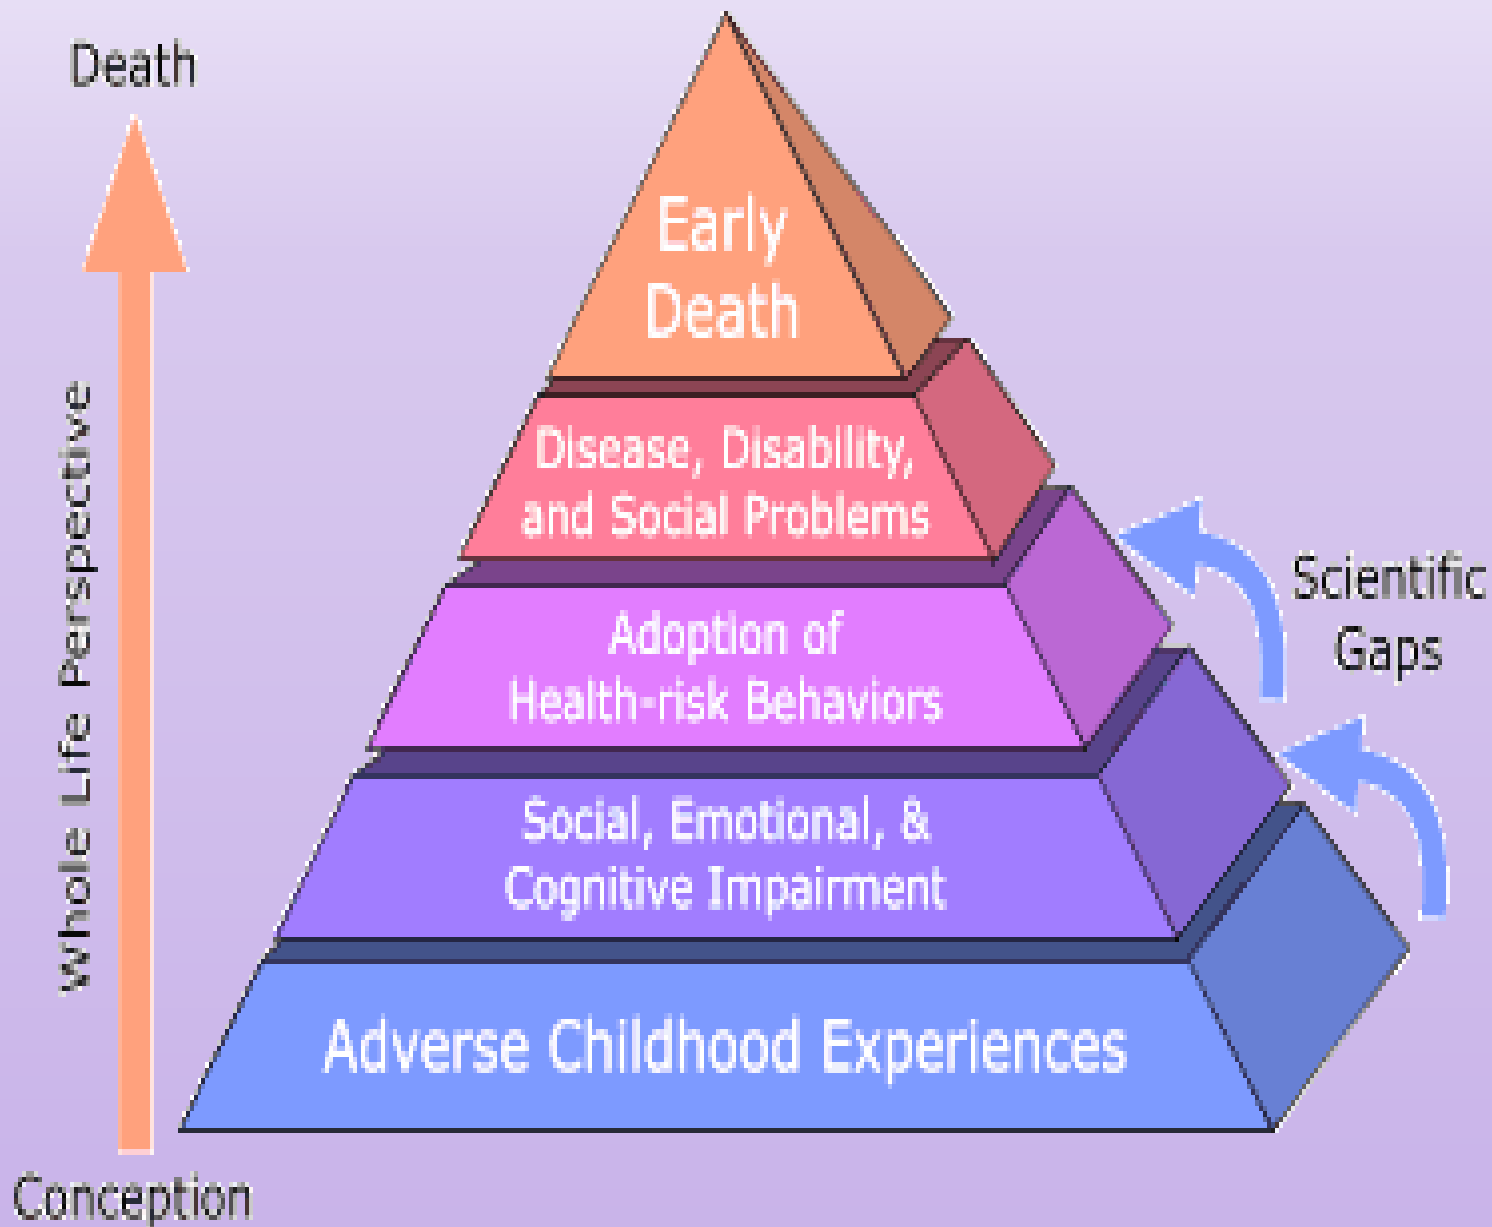 Death
Early
Death
Disease, Disability,
and Social Problems
Scientific
Gaps
Adoption of
Health-risk Behaviors
Whole Life Perspective
Social, Emotional, &
Cognitive Impairment
Adverse Childhood Experiences
Conception